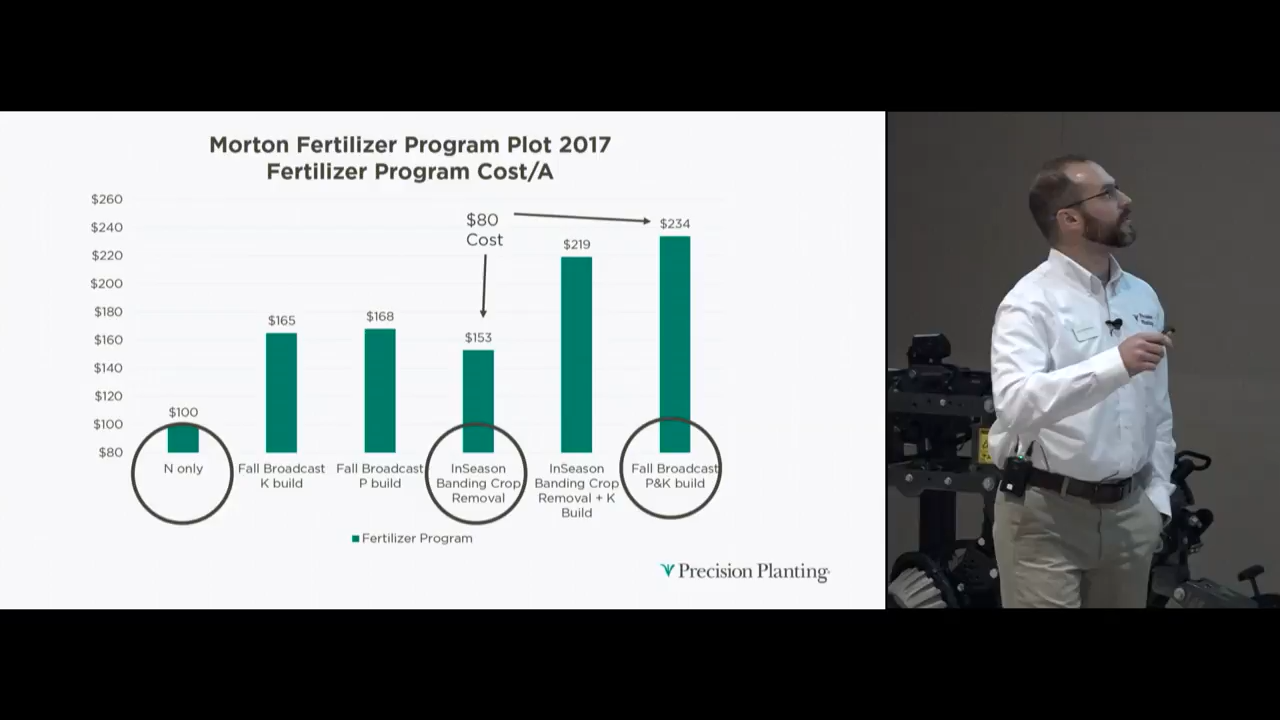 Morton Fertilizer Program Plot 2017
Fertilizer Program Cost/A
$260
$240
$220
$200
$180
$160
$140
$120
$100
$80
$80
Cost
$100
$165
$168
$153
$219
$234
N only
Fall Broadcast
K build
Fall Broadcast
P build
InSeason
Banding Crop
Removal
InSeason
Banding Crop
Removal + K
Build
Fall Broadcast
P&K build
Fertilizer Program
Precision Planting
Precision
Planting